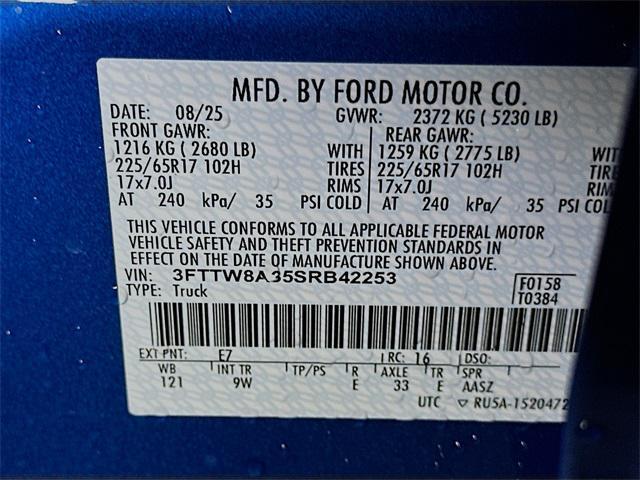 MFD. BY FORD MOTOR CO.
DATE: 08/25 GVWR: 2372 KG ( 5230 LB)
FRONT GAWR: REAR GAWR:
1216 KG ( 2680 LB) WITH 1259 KG ( 2775 LB) WIT
225/65R17 102H TIRES 225/65R17 102H TIRE
17x7.0J RIMS 17x7.0J RIM
AT 240 kPa/ 35 PSI COLD AT 240 kPa/ 35 PSI COL
THIS VEHICLE CONFORMS TO ALL APPLICABLE FEDERAL MOTOR
VEHICLE SAFETY AND THEFT PREVENTION STANDARDS IN
EFFECT ON THE DATE OF MANUFACTURE SHOWN ABOVE.
VIN: 3FTTW8A35SRB42253 F0158
TYPE: Truck T0384
EXT PNT: E7 RC: 16 DSO:
WB INT TR TP/PS R AXLE TR SPR
121 9W E 33 E AASZ
UTC ▽ RU5A-1520472